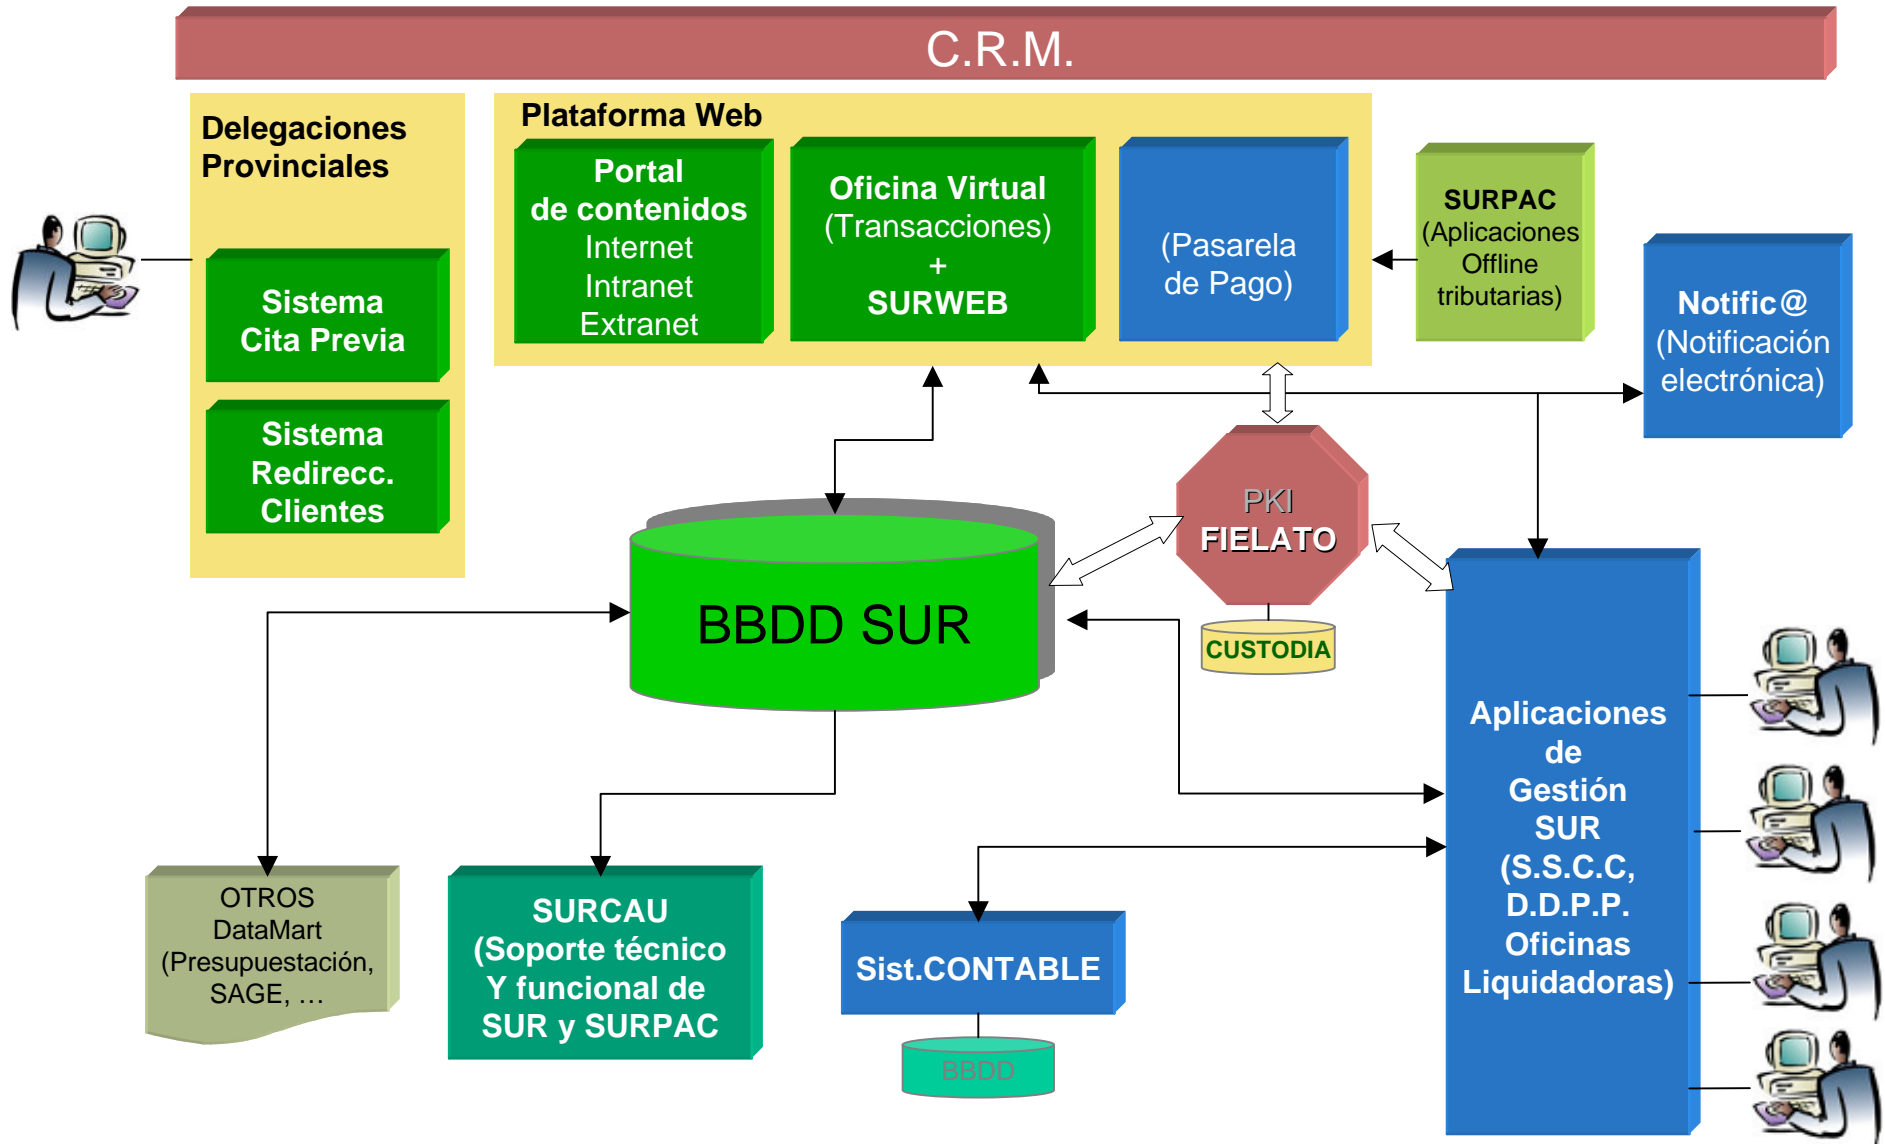 C.R.M.
Delegaciones
Provinciales
Sistema
Cita Previa
Sistema
Redirecc.
Clientes
Plataforma Web
Portal
de contenidos
Internet
Intranet
Extranet
Oficina Virtual
(Transacciones)
+
SURWEB
(Pasarela
de Pago)
SURPAC
(Aplicaciones
Offline
tributarias)
Notific@
(Notificación
electrónica)
PKI
FIELATO
CUSTODIA
BBDD SUR
Aplicaciones
de
Gestión
SUR
(S.S.C.C,
D.D.P.P.
Oficinas
Liquidadoras)
OTROS
DataMart
(Presupuestación,
SAGE, …
SURCAU
(Soporte técnico
Y funcional de
SUR y SURPAC
Sist.CONTABLE
BBDD